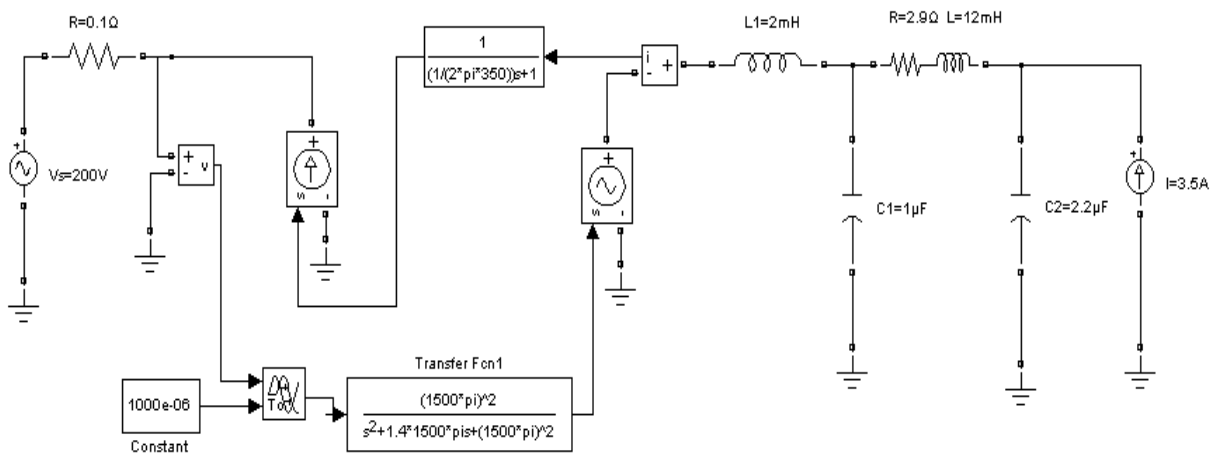 R=0.1Ω
L1=2mH
R=2.9Ω L=12mH
1
(1/(2*pi*350))s+1
i
-
+
+
Vs=200V
+
-
v
+
s
-
+
s
-
C1=1µF
C2=2.2µF
+
I=3.5A
Transfer Fcn1
1000e-06
Constant
To
(1500*pi)^2
s²+1.4*1500*pis+(1500*pi)^2